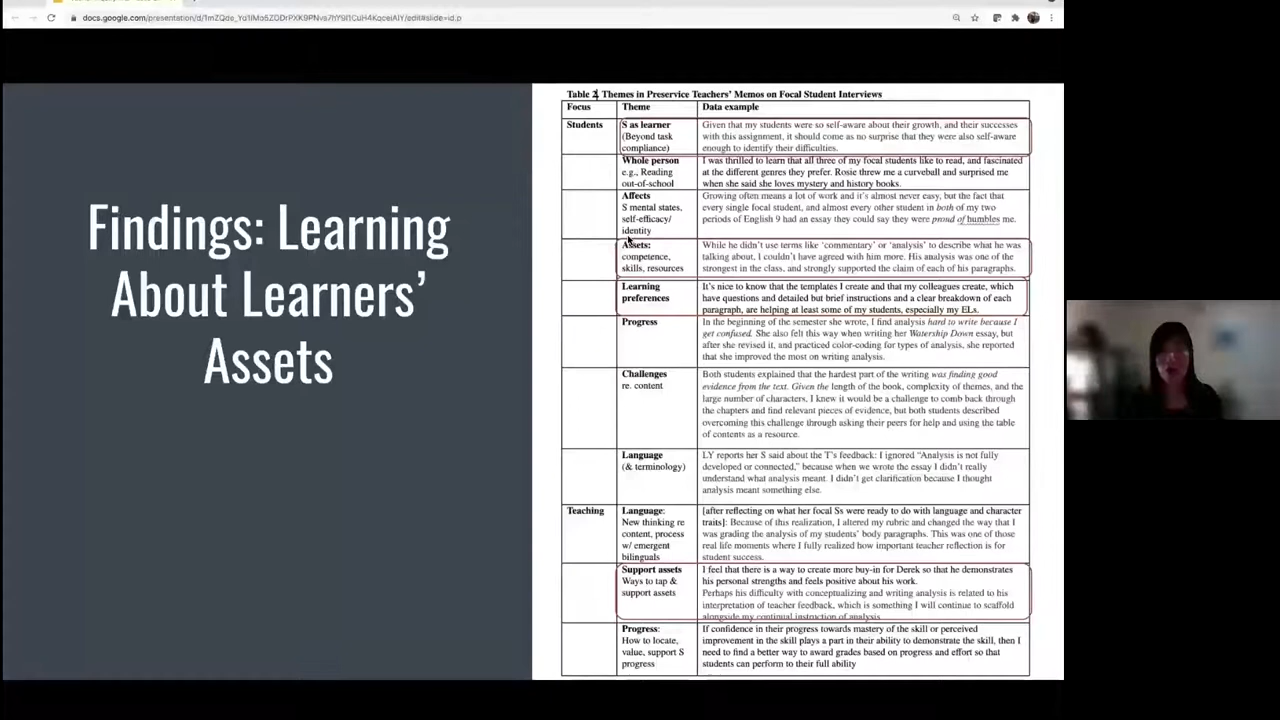 Findings: Learning
About Learners'
Assets
Table 2. Themes in Preservice Teachers' Memos on Focal Student Interviews
Focus Theme Data example
Students
S as learner
(Beyond task
compliance)
Given that my students were so self-aware about their growth, and their successes
with this assignment, it should come as no surprise that they were also self-aware
enough to identify their difficulties.
Whole person
e.g., Reading
out-of-school
I was thrilled to learn that all three of my focal students like to read, and fascinated
at the different genres they prefer. Rosie threw me a curveball and surprised me
when she said she loves mystery and history books.
Affects
S mental states,
self-efficacy/
identity
Growing often means a lot of work and it's almost never easy, but the fact that
every single focal student, and almost every other student in both of my two
periods of English 9 had an essay they could say they were proud of humbles me.
Assets:
competence,
skills, resources
While he didn't use terms like 'commentary' or 'analysis' to describe what he was
talking about, I couldn't have agreed with him more. His analysis was one of the
strongest in the class, and strongly supported the claim of each of his paragraphs.
Learning
preferences
It's nice to know that the templates I create and that my colleagues create, which
have questions and detailed but brief instructions and a clear breakdown of each
paragraph, are helping at least some of my students, especially my ELs.
Progress
In the beginning of the semester she wrote, I find analysis hard to write because I
get confused. She also felt this way when writing her Watership Down essay, but
after she revised it, and practiced color-coding for types of analysis, she reported
that she improved the most on writing analysis.
Challenges
re. content
Both students explained that the hardest part of the writing was finding good
evidence from the text. Given the length of the book, complexity of themes, and the
large number of characters, I knew it would be a challenge to comb back through
the chapters and find relevant pieces of evidence, but both students described
overcoming this challenge through asking their peers for help and using the table
of contents as a resource.
Language
(& terminology)
LY reports her S said about the T's feedback: I ignored "Analysis is not fully
developed or connected," because when we wrote the essay I didn't really
understand what analysis meant. I didn't get clarification because I thought
analysis meant something else.
Teaching
Language:
New thinking re
content, process
w/ emergent
bilinguals
[after reflecting on what her focal Ss were ready to do with language and character
traits]: Because of this realization, I altered my rubric and changed the way that I
was grading the analysis of my students' body paragraphs. This was one of those
real life moments where I fully realized how important teacher reflection is for
student success.
Support assets
Ways to tap &
support assets
I feel that there is a way to create more buy-in for Derek so that he demonstrates
his personal strengths and feels positive about his work.
Perhaps his difficulty with conceptualizing and writing analysis is related to his
interpretation of teacher feedback, which is something I will continue to scaffold
alongside my continual instruction of analysis
Progress:
How to locate,
value, support S
progress
If confidence in their progress towards mastery of the skill or perceived
improvement in the skill plays a part in their ability to demonstrate the skill, then I
need to find a better way to award grades based on progress and effort so that
students can perform to their full ability